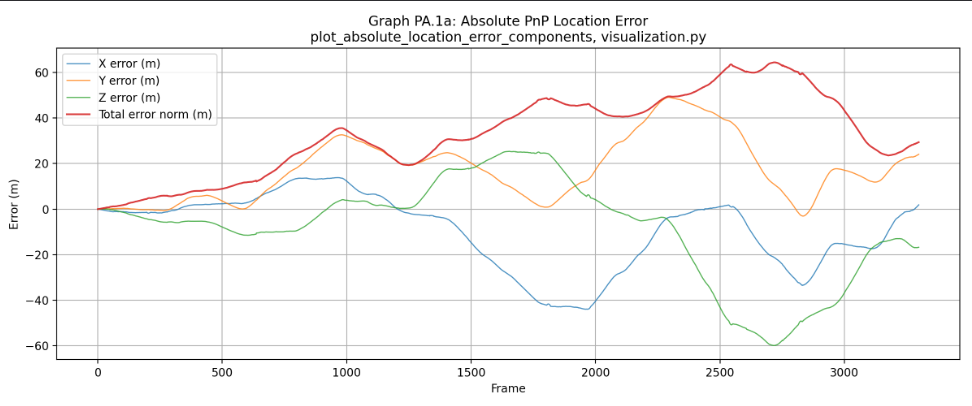 Graph PA.1a: Absolute PnP Location Error
plot_absolute_location_error_components, visualization.py
X error (m)
Y error (m)
Z error (m)
Total error norm (m)
Error (m)
60
40
20
0
−20
−40
−60
0
500
1000
1500
2000
2500
3000
Frame